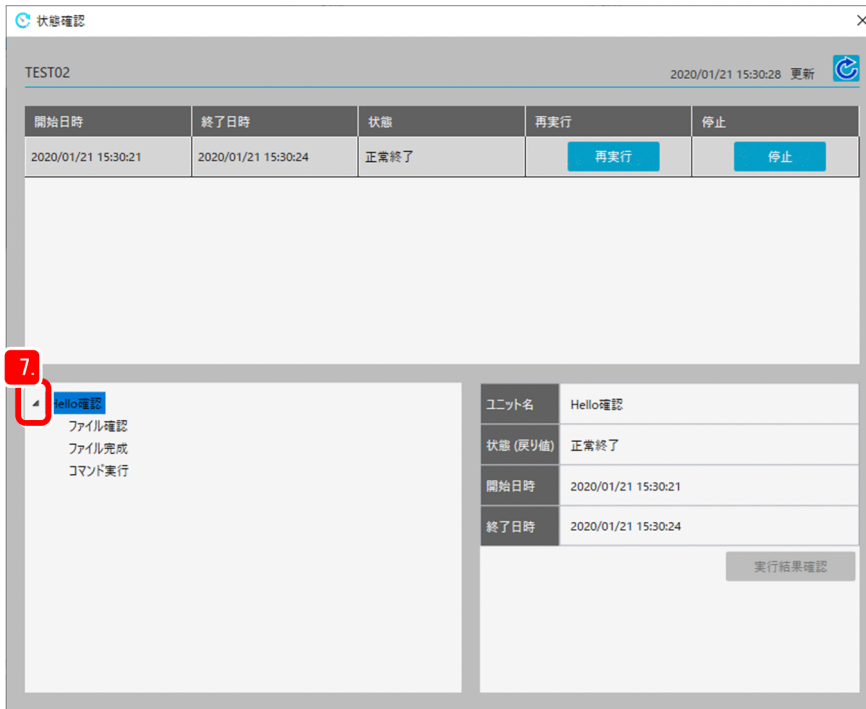 状態確認
TEST02
2020/01/21 15:30:28 更新
開始日時 終了日時 状態 再実行 停止
2020/01/21 15:30:21 2020/01/21 15:30:24 正常終了 再実行 停止
7.
Hello確認
ファイル確認
ファイル完成
コマンド実行
ユニット名 Hello確認
状態 (戻り値) 正常終了
開始日時 2020/01/21 15:30:21
終了日時 2020/01/21 15:30:24
実行結果確認